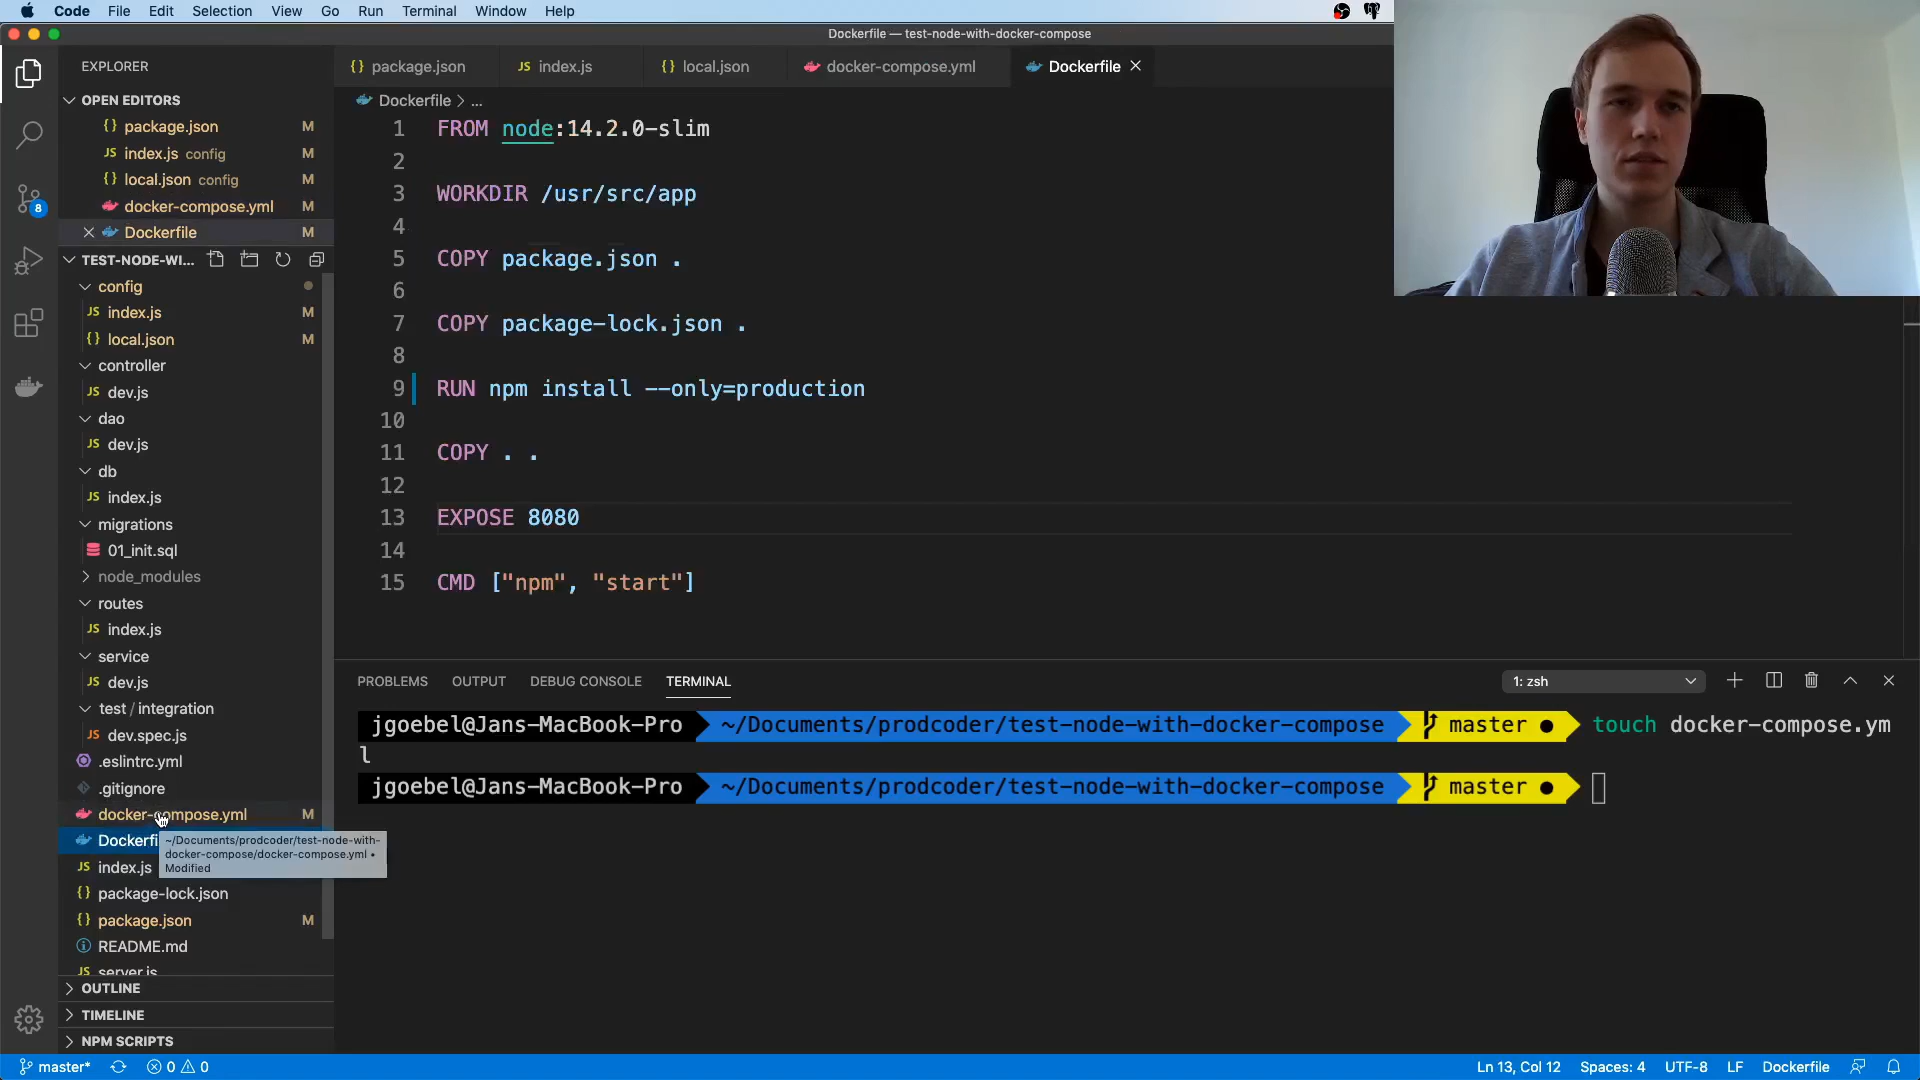 Code File Edit Selection View Go Run Terminal Window Help
Dockerfile — test-node-with-docker-compose
EXPLORER
OPEN EDITORS
package.json M
index.js config M
local.json config M
docker-compose.yml M
Dockerfile M
TEST-NODE-WI...
config
index.js M
local.json M
controller
dev.js
dao
dev.js
db
index.js
migrations
01_init.sql
node_modules
routes
index.js
service
dev.js
test / integration
dev.spec.js
.eslintrc.yml
.gitignore
docker-compose.yml M
Dockerfi
~/Documents/prodcoder/test-node-with-
docker-compose/docker-compose.yml •
Modified
index.js
package-lock.json
package.json M
README.md
server.js
OUTLINE
TIMELINE
NPM SCRIPTS
8
package.json index.js local.json docker-compose.yml Dockerfile
Dockerfile > ...
1 FROM node:14.2.0-slim
2
3 WORKDIR /usr/src/app
4
5 COPY package.json .
6
7 COPY package-lock.json .
8
9 RUN npm install --only=production
10
11 COPY . .
12
13 EXPOSE 8080
14
15 CMD ["npm", "start"]
PROBLEMS OUTPUT DEBUG CONSOLE TERMINAL 1: zsh
jgoebel@Jans-MacBook-Pro ~/Documents/prodcoder/test-node-with-docker-compose master ● touch docker-compose.ym
l
jgoebel@Jans-MacBook-Pro ~/Documents/prodcoder/test-node-with-docker-compose master ●
master* 0 0 Ln 13, Col 12 Spaces: 4 UTF-8 LF Dockerfile